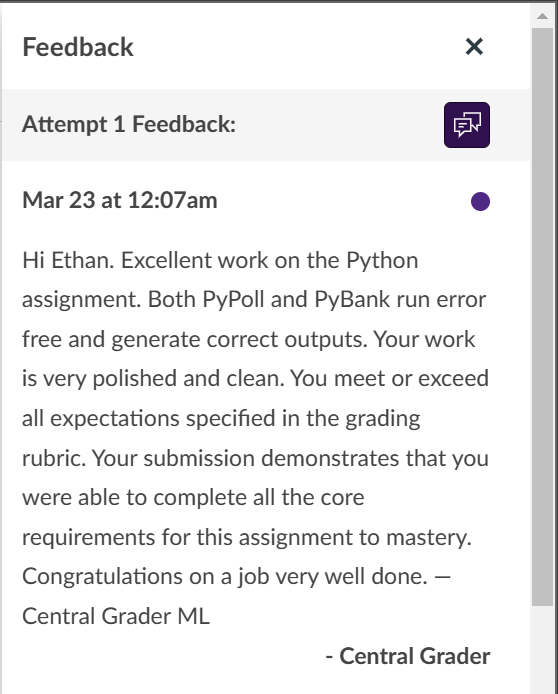 Feedback
Attempt 1 Feedback:
Mar 23 at 12:07am
Hi Ethan. Excellent work on the Python
assignment. Both PyPoll and PyBank run error
free and generate correct outputs. Your work
is very polished and clean. You meet or exceed
all expectations specified in the grading
rubric. Your submission demonstrates that you
were able to complete all the core
requirements for this assignment to mastery.
Congratulations on a job very well done. —
Central Grader ML
- Central Grader